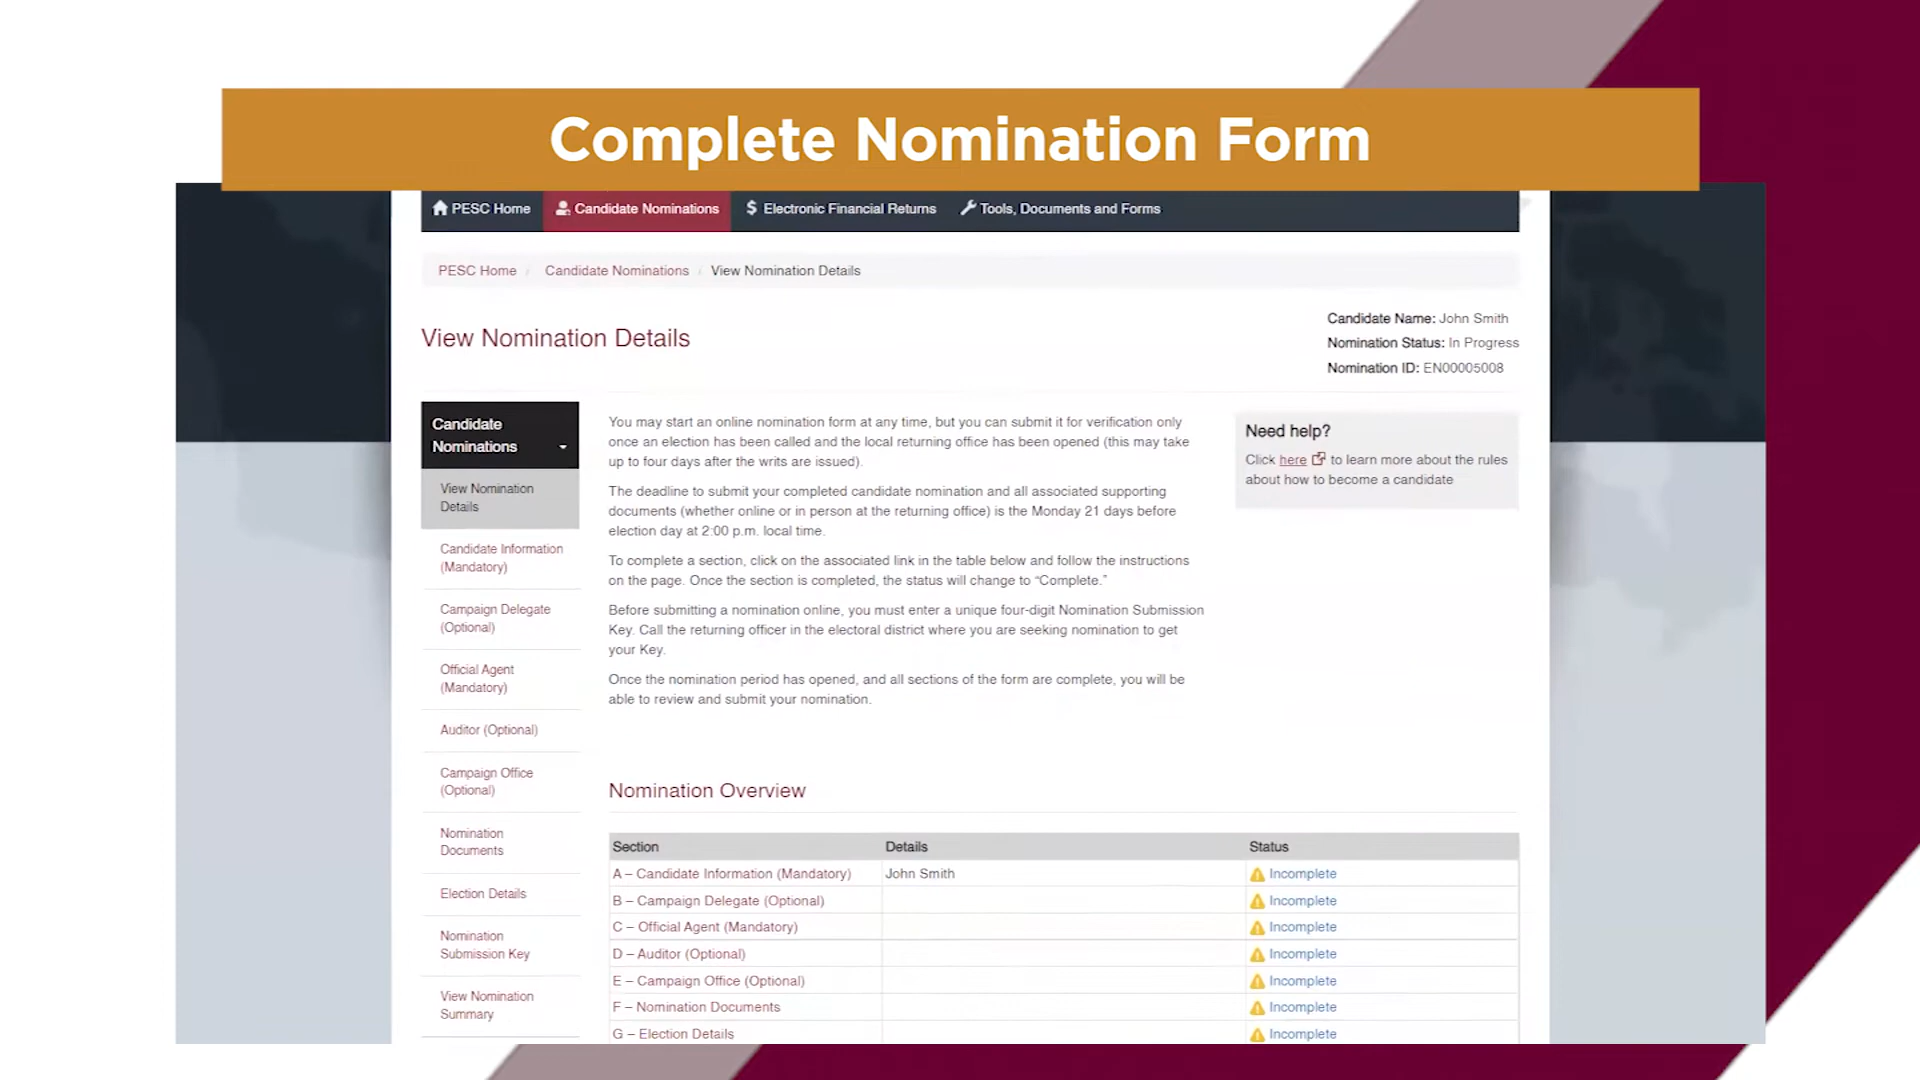 Complete Nomination Form
PESC Home
Candidate Nominations
Electronic Financial Returns
Tools, Documents and Forms
PESC Home / Candidate Nominations / View Nomination Details
View Nomination Details
Candidate Name: John Smith
Nomination Status: In Progress
Nomination ID: EN00005008
Candidate
Nominations
View Nomination
Details
Candidate Information
(Mandatory)
Campaign Delegate
(Optional)
Official Agent
(Mandatory)
Auditor (Optional)
Campaign Office
(Optional)
Nomination
Documents
Election Details
Nomination
Submission Key
View Nomination
Summary
You may start an online nomination form at any time, but you can submit it for verification only
once an election has been called and the local returning office has been opened (this may take
up to four days after the writs are issued).
The deadline to submit your completed candidate nomination and all associated supporting
documents (whether online or in person at the returning office) is the Monday 21 days before
election day at 2:00 p.m. local time.
To complete a section, click on the associated link in the table below and follow the instructions
on the page. Once the section is completed, the status will change to “Complete.”
Before submitting a nomination online, you must enter a unique four-digit Nomination Submission
Key. Call the returning officer in the electoral district where you are seeking nomination to get
your Key.
Once the nomination period has opened, and all sections of the form are complete, you will be
able to review and submit your nomination.
Need help?
Click here to learn more about the rules
about how to become a candidate
Nomination Overview
Section Details Status
A – Candidate Information (Mandatory) John Smith Incomplete
B – Campaign Delegate (Optional) Incomplete
C – Official Agent (Mandatory) Incomplete
D – Auditor (Optional) Incomplete
E – Campaign Office (Optional) Incomplete
F – Nomination Documents Incomplete
G – Election Details Incomplete